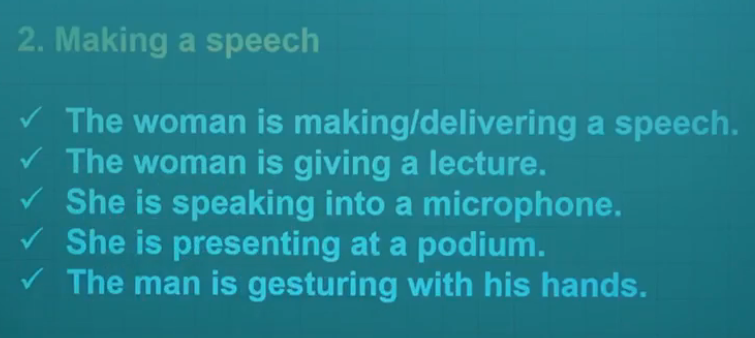 2. Making a speech
✓ The woman is making/delivering a speech.
✓ The woman is giving a lecture.
✓ She is speaking into a microphone.
✓ She is presenting at a podium.
✓ The man is gesturing with his hands.